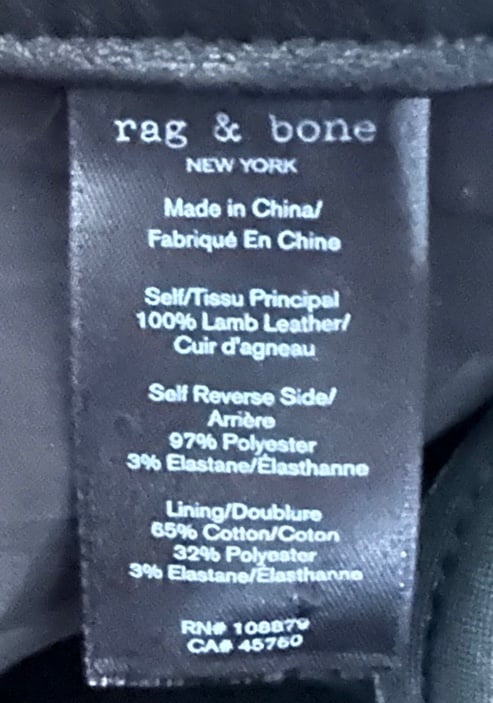 rag & bone
NEW YORK
Made in China/
Fabriqué En Chine
Self/Tissu Principal
100% Lamb Leather/
Cuir d'agneau
Self Reverse Side/
Arrière
97% Polyester
3% Elastane/Élasthanne
Lining/Doublure
65% Cotton/Coton
32% Polyester
3% Elastane/Élasthanne
RN# 108879
CA# 45760